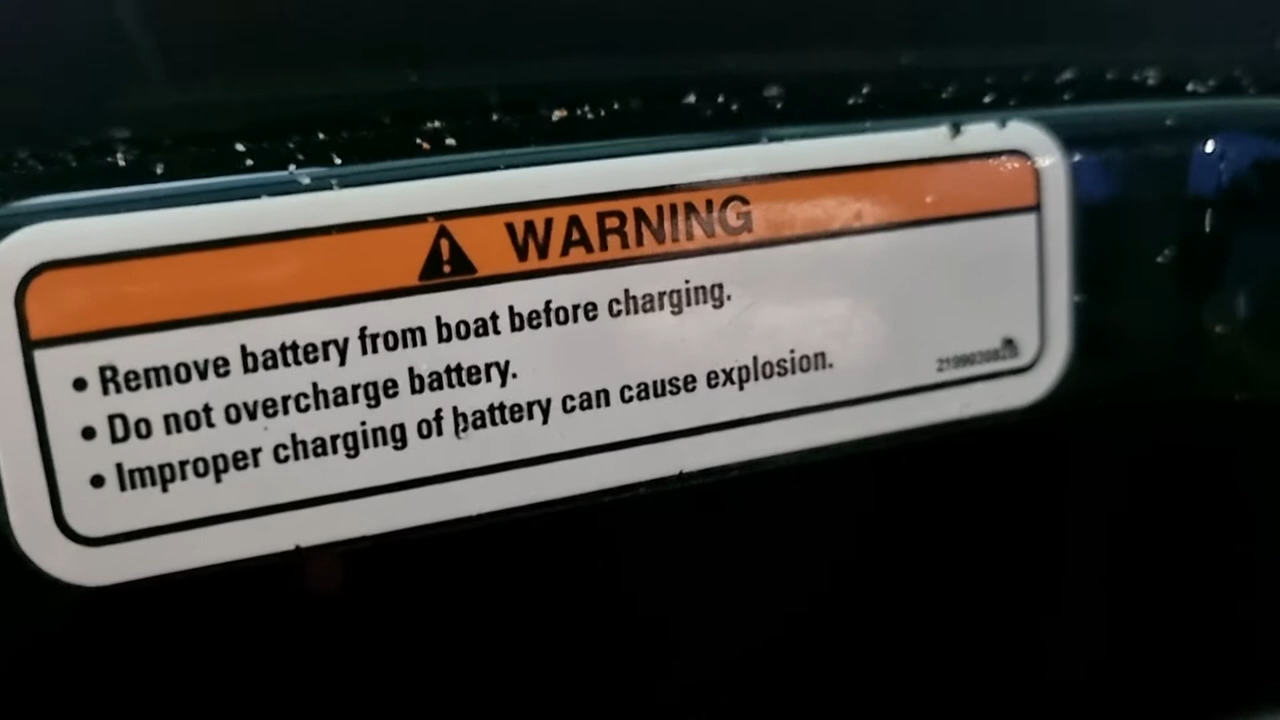 WARNING
• Remove battery from boat before charging.
• Do not overcharge battery.
• Improper charging of battery can cause explosion.